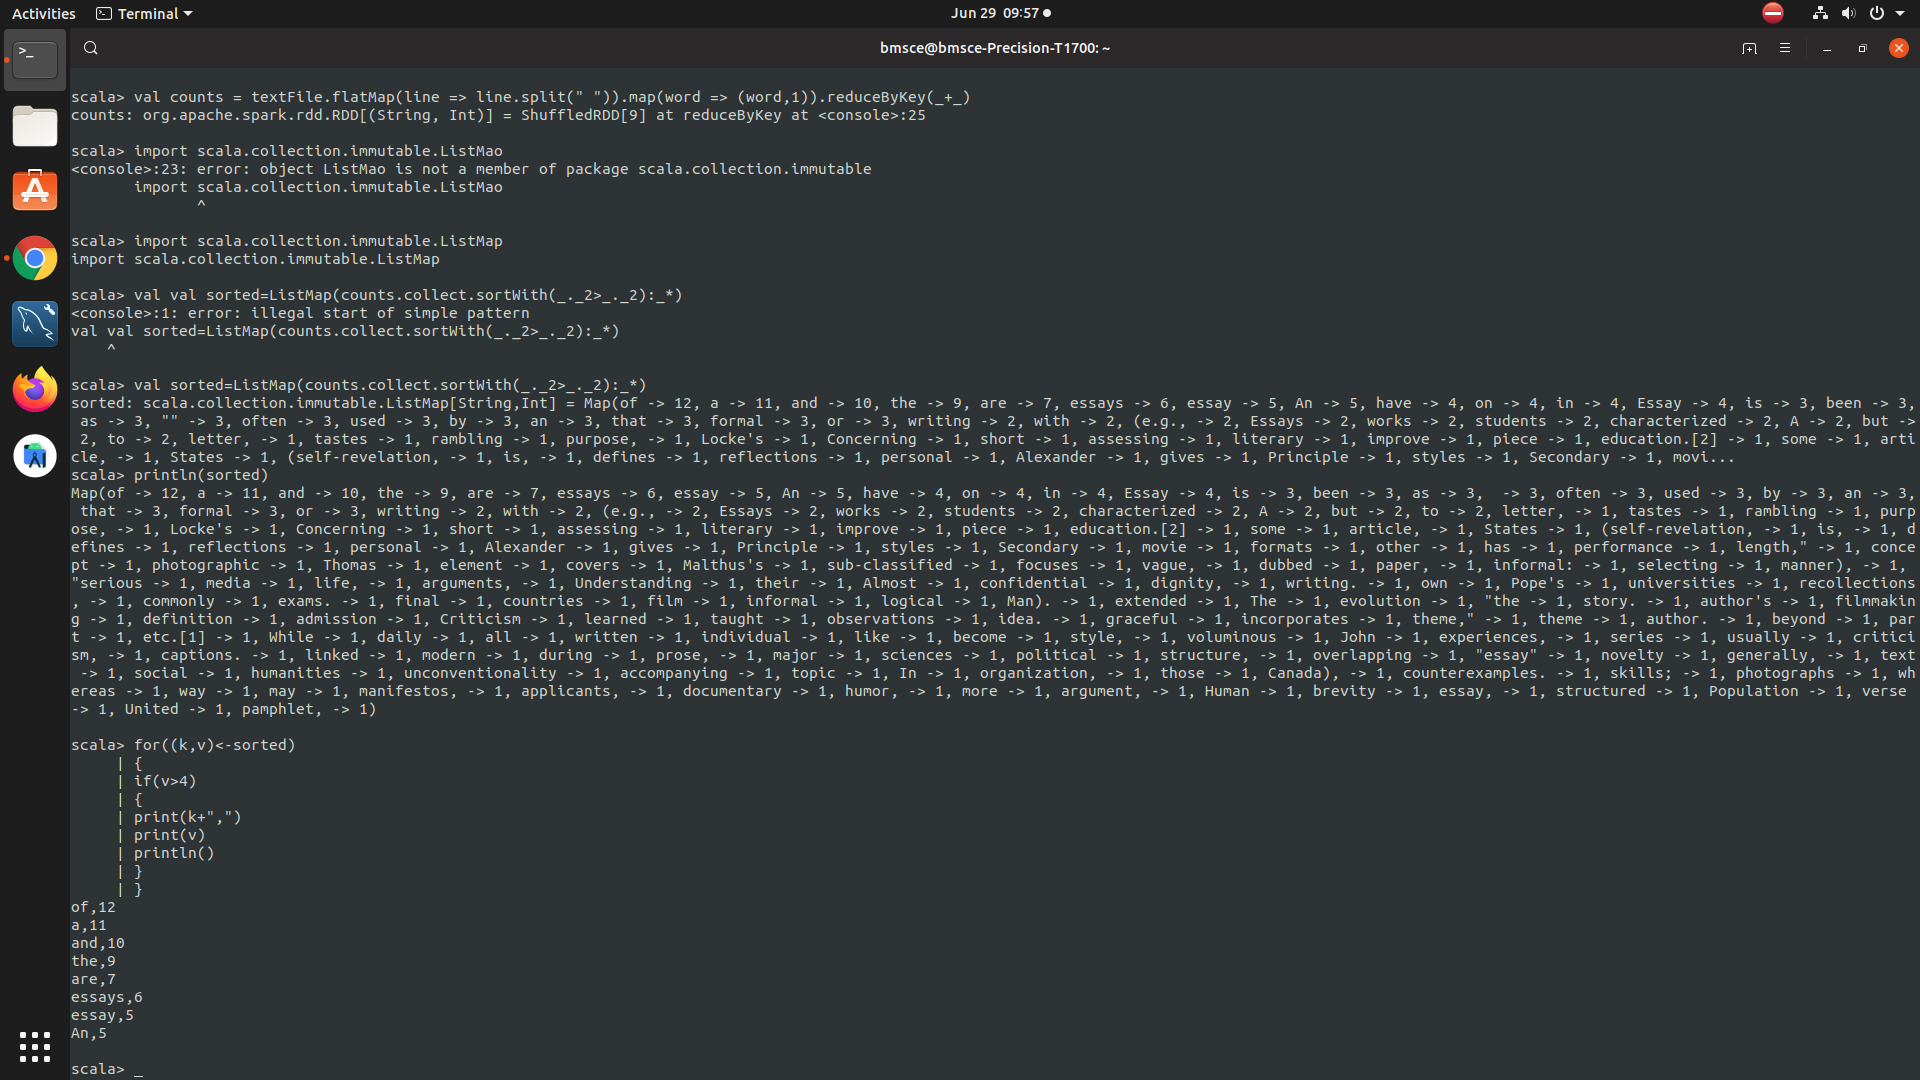 Activities Terminal Jun 29 09:57
bmsce@bmsce-Precision-T1700: ~
scala> val counts = textFile.flatMap(line => line.split(" ")).map(word => (word,1)).reduceByKey(_+_)
counts: org.apache.spark.rdd.RDD[(String, Int)] = ShuffledRDD[9] at reduceByKey at <console>:25
scala> import scala.collection.immutable.ListMao
<console>:23: error: object ListMao is not a member of package scala.collection.immutable
import scala.collection.immutable.ListMao
^
scala> import scala.collection.immutable.ListMap
import scala.collection.immutable.ListMap
scala> val val sorted=ListMap(counts.collect.sortWith(_._2>_._2):_*)
<console>:1: error: illegal start of simple pattern
val val sorted=ListMap(counts.collect.sortWith(_._2>_._2):_*)
^
scala> val sorted=ListMap(counts.collect.sortWith(_._2>_._2):_*)
sorted: scala.collection.immutable.ListMap[String,Int] = Map(of -> 12, a -> 11, and -> 10, the -> 9, are -> 7, essays -> 6, essay -> 5, An -> 5, have -> 4, on -> 4, in -> 4, Essay -> 4, is -> 3, been -> 3,
as -> 3, "" -> 3, often -> 3, used -> 3, by -> 3, an -> 3, that -> 3, formal -> 3, or -> 3, writing -> 2, with -> 2, (e.g., -> 2, Essays -> 2, works -> 2, students -> 2, characterized -> 2, A -> 2, but ->
2, to -> 2, letter, -> 1, tastes -> 1, rambling -> 1, purpose, -> 1, Locke's -> 1, Concerning -> 1, short -> 1, assessing -> 1, literary -> 1, improve -> 1, piece -> 1, education.[2] -> 1, some -> 1, arti
cle, -> 1, States -> 1, (self-revelation, -> 1, is, -> 1, defines -> 1, reflections -> 1, personal -> 1, Alexander -> 1, gives -> 1, Principle -> 1, styles -> 1, Secondary -> 1, movi...
scala> println(sorted)
Map(of -> 12, a -> 11, and -> 10, the -> 9, are -> 7, essays -> 6, essay -> 5, An -> 5, have -> 4, on -> 4, in -> 4, Essay -> 4, is -> 3, been -> 3, as -> 3,  -> 3, often -> 3, used -> 3, by -> 3, an -> 3,
that -> 3, formal -> 3, or -> 3, writing -> 2, with -> 2, (e.g., -> 2, Essays -> 2, works -> 2, students -> 2, characterized -> 2, A -> 2, but -> 2, to -> 2, letter, -> 1, tastes -> 1, rambling -> 1, purp
ose, -> 1, Locke's -> 1, Concerning -> 1, short -> 1, assessing -> 1, literary -> 1, improve -> 1, piece -> 1, education.[2] -> 1, some -> 1, article, -> 1, States -> 1, (self-revelation, -> 1, is, -> 1, d
efines -> 1, reflections -> 1, personal -> 1, Alexander -> 1, gives -> 1, Principle -> 1, styles -> 1, Secondary -> 1, movie -> 1, formats -> 1, other -> 1, has -> 1, performance -> 1, length," -> 1, conce
pt -> 1, photographic -> 1, Thomas -> 1, element -> 1, covers -> 1, Malthus's -> 1, sub-classified -> 1, focuses -> 1, vague, -> 1, dubbed -> 1, paper, -> 1, informal: -> 1, selecting -> 1, manner), -> 1,
"serious -> 1, media -> 1, life, -> 1, arguments, -> 1, Understanding -> 1, their -> 1, Almost -> 1, confidential -> 1, dignity, -> 1, writing. -> 1, own -> 1, Pope's -> 1, universities -> 1, recollections
, -> 1, commonly -> 1, exams. -> 1, final -> 1, countries -> 1, film -> 1, informal -> 1, logical -> 1, Man). -> 1, extended -> 1, The -> 1, evolution -> 1, "the -> 1, story. -> 1, author's -> 1, filmmakin
g -> 1, definition -> 1, admission -> 1, Criticism -> 1, learned -> 1, taught -> 1, observations -> 1, idea. -> 1, graceful -> 1, incorporates -> 1, theme," -> 1, theme -> 1, author. -> 1, beyond -> 1, par
t -> 1, etc.[1] -> 1, While -> 1, daily -> 1, all -> 1, written -> 1, individual -> 1, like -> 1, become -> 1, style, -> 1, voluminous -> 1, John -> 1, experiences, -> 1, series -> 1, usually -> 1, critici
sm, -> 1, captions. -> 1, linked -> 1, modern -> 1, during -> 1, prose, -> 1, major -> 1, sciences -> 1, political -> 1, structure, -> 1, overlapping -> 1, "essay" -> 1, novelty -> 1, generally, -> 1, text
-> 1, social -> 1, humanities -> 1, unconventionality -> 1, accompanying -> 1, topic -> 1, In -> 1, organization, -> 1, those -> 1, Canada), -> 1, counterexamples. -> 1, skills; -> 1, photographs -> 1, wh
ereas -> 1, way -> 1, may -> 1, manifestos, -> 1, applicants, -> 1, documentary -> 1, humor, -> 1, more -> 1, argument, -> 1, Human -> 1, brevity -> 1, essay, -> 1, structured -> 1, Population -> 1, verse
-> 1, United -> 1, pamphlet, -> 1)
scala> for((k,v)<-sorted)
| {
| if(v>4)
| {
| print(k+",")
| print(v)
| println()
| }
| }
of,12
a,11
and,10
the,9
are,7
essays,6
essay,5
An,5
scala> _